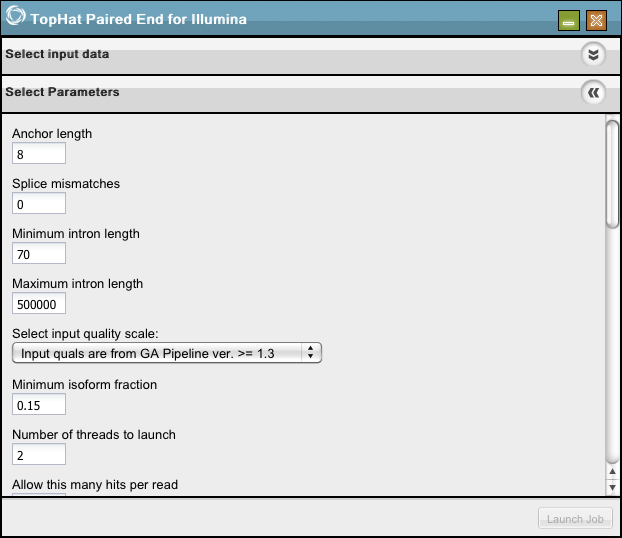 TopHat Paired End for Illumina
Select input data
Select Parameters
Anchor length
8
Splice mismatches
0
Minimum intron length
70
Maximum intron length
500000
Select input quality scale:
Input quals are from GA Pipeline ver. >= 1.3
Minimum isoform fraction
0.15
Number of threads to launch
2
Allow this many hits per read
Launch Job